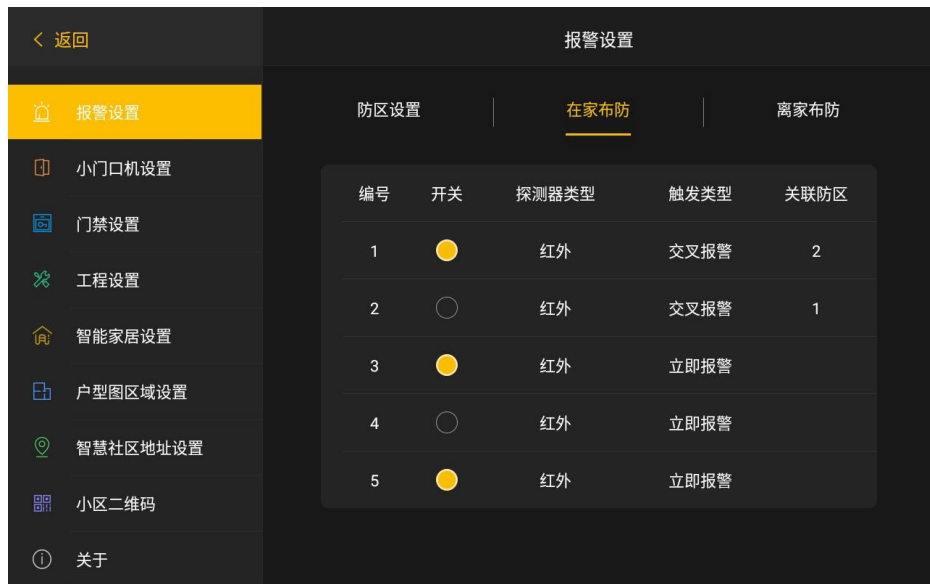 返回
报警设置
报警设置
小门口机设置
门禁设置
工程设置
智能家居设置
户型图区域设置
智慧社区地址设置
小区二维码
关于
防区设置 在家布防 离家布防
编号 开关 探测器类型 触发类型 关联防区
1 红外 交叉报警 2
2 红外 交叉报警 1
3 红外 立即报警
4 红外 立即报警
5 红外 立即报警